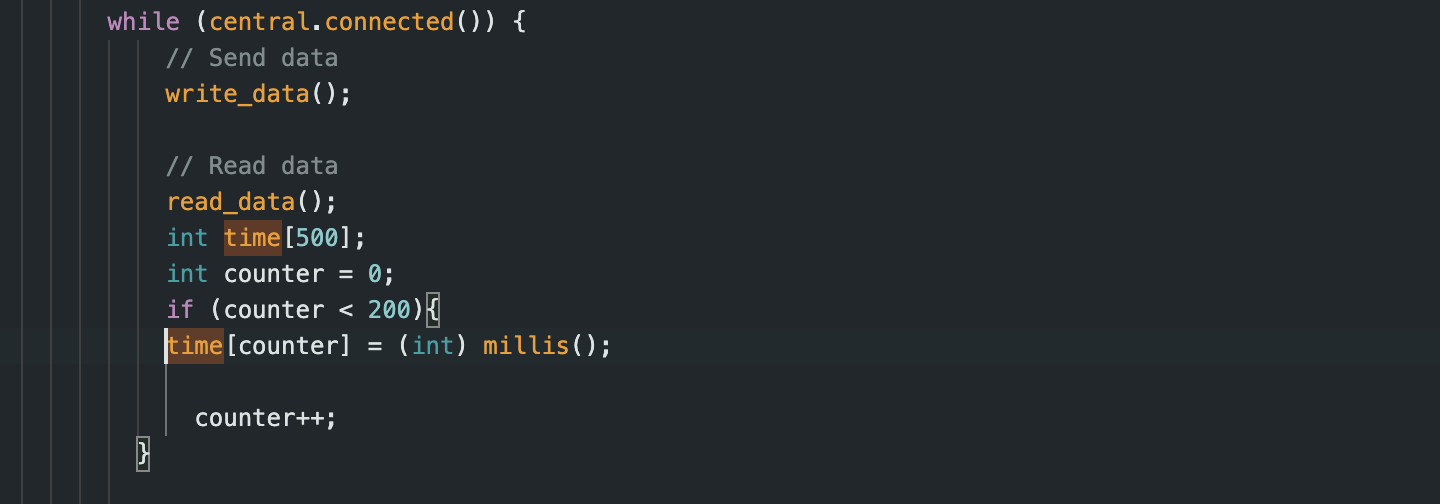 while (central.connected()) {
// Send data
write_data();
// Read data
read_data();
int time[500];
int counter = 0;
if (counter < 200){
time[counter] = (int) millis();
counter++;
}